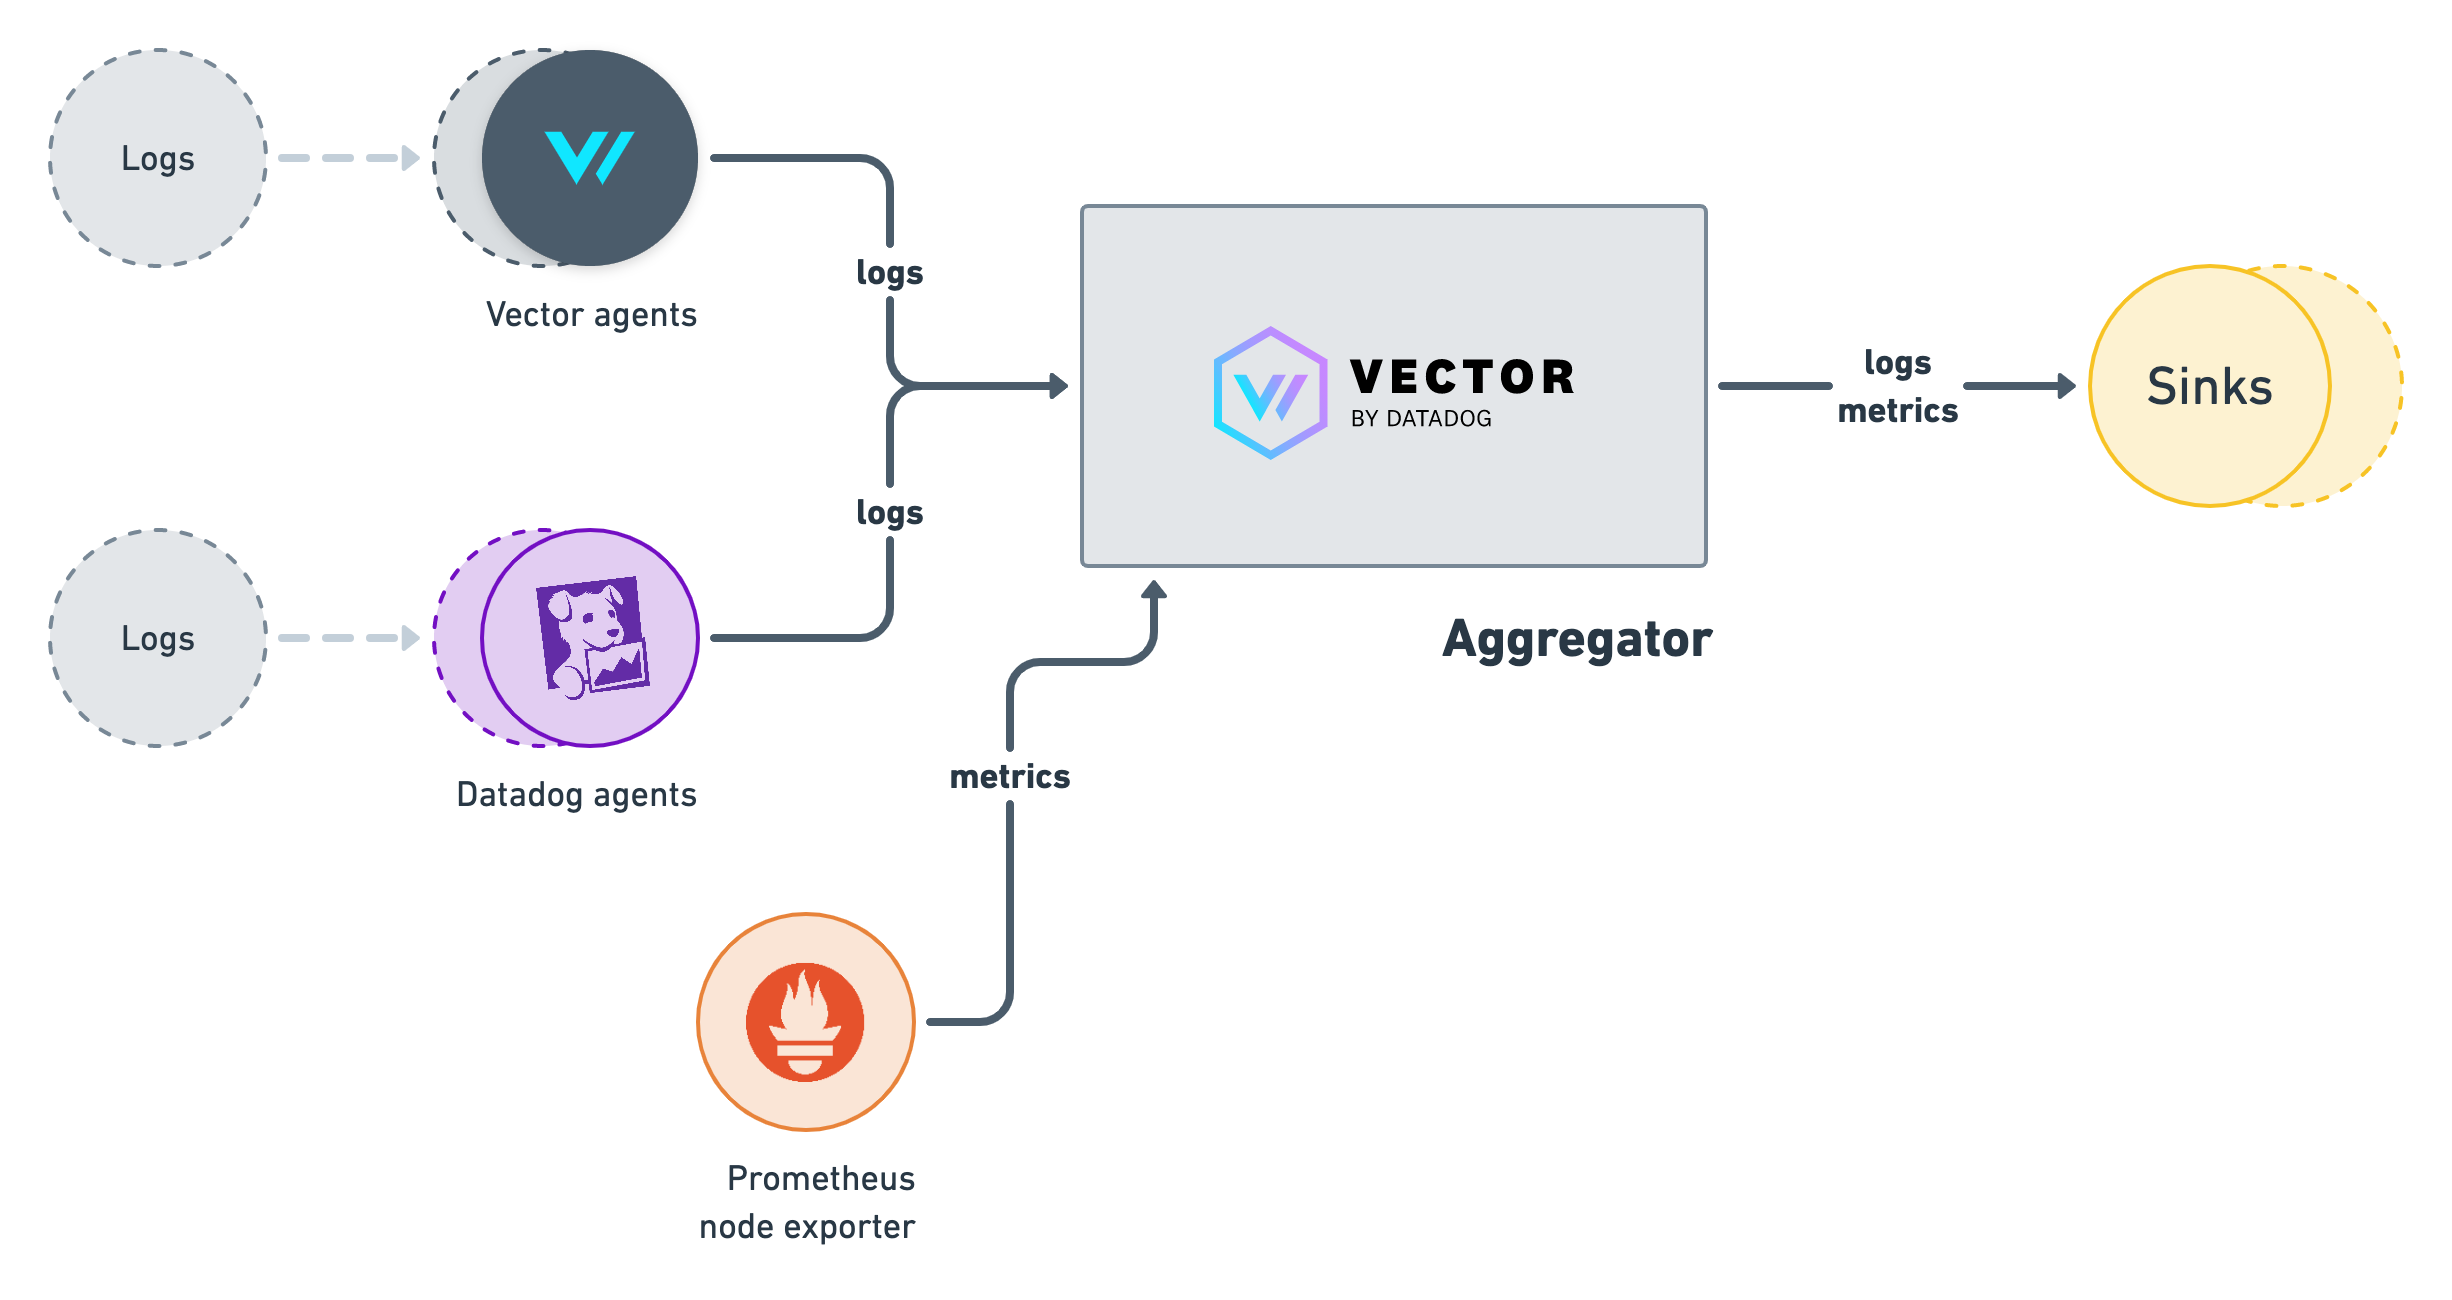 Logs
Vector agents
logs
logs
Logs
Datadog agents
VECTOR
BY DATADOG
Aggregator
logs
metrics
Sinks
metrics
Prometheus
node exporter